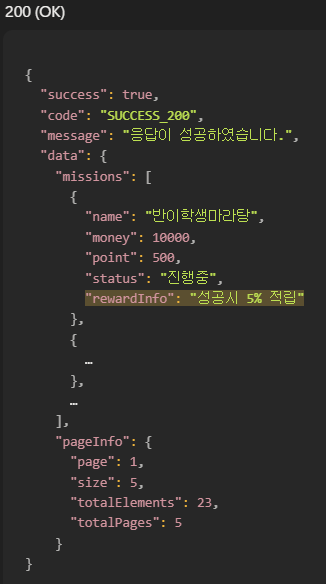 200 (OK)
{
"success": true,
"code": "SUCCESS_200",
"message": "응답이 성공하였습니다.",
"data": {
"missions": [
{
"name": "반이학생마라탕",
"money": 10000,
"point": 500,
"status": "진행중",
"rewardInfo": "성공시 5% 적립"
},
{
…
},
…
],
"pageInfo": {
"page": 1,
"size": 5,
"totalElements": 23,
"totalPages": 5
}
}